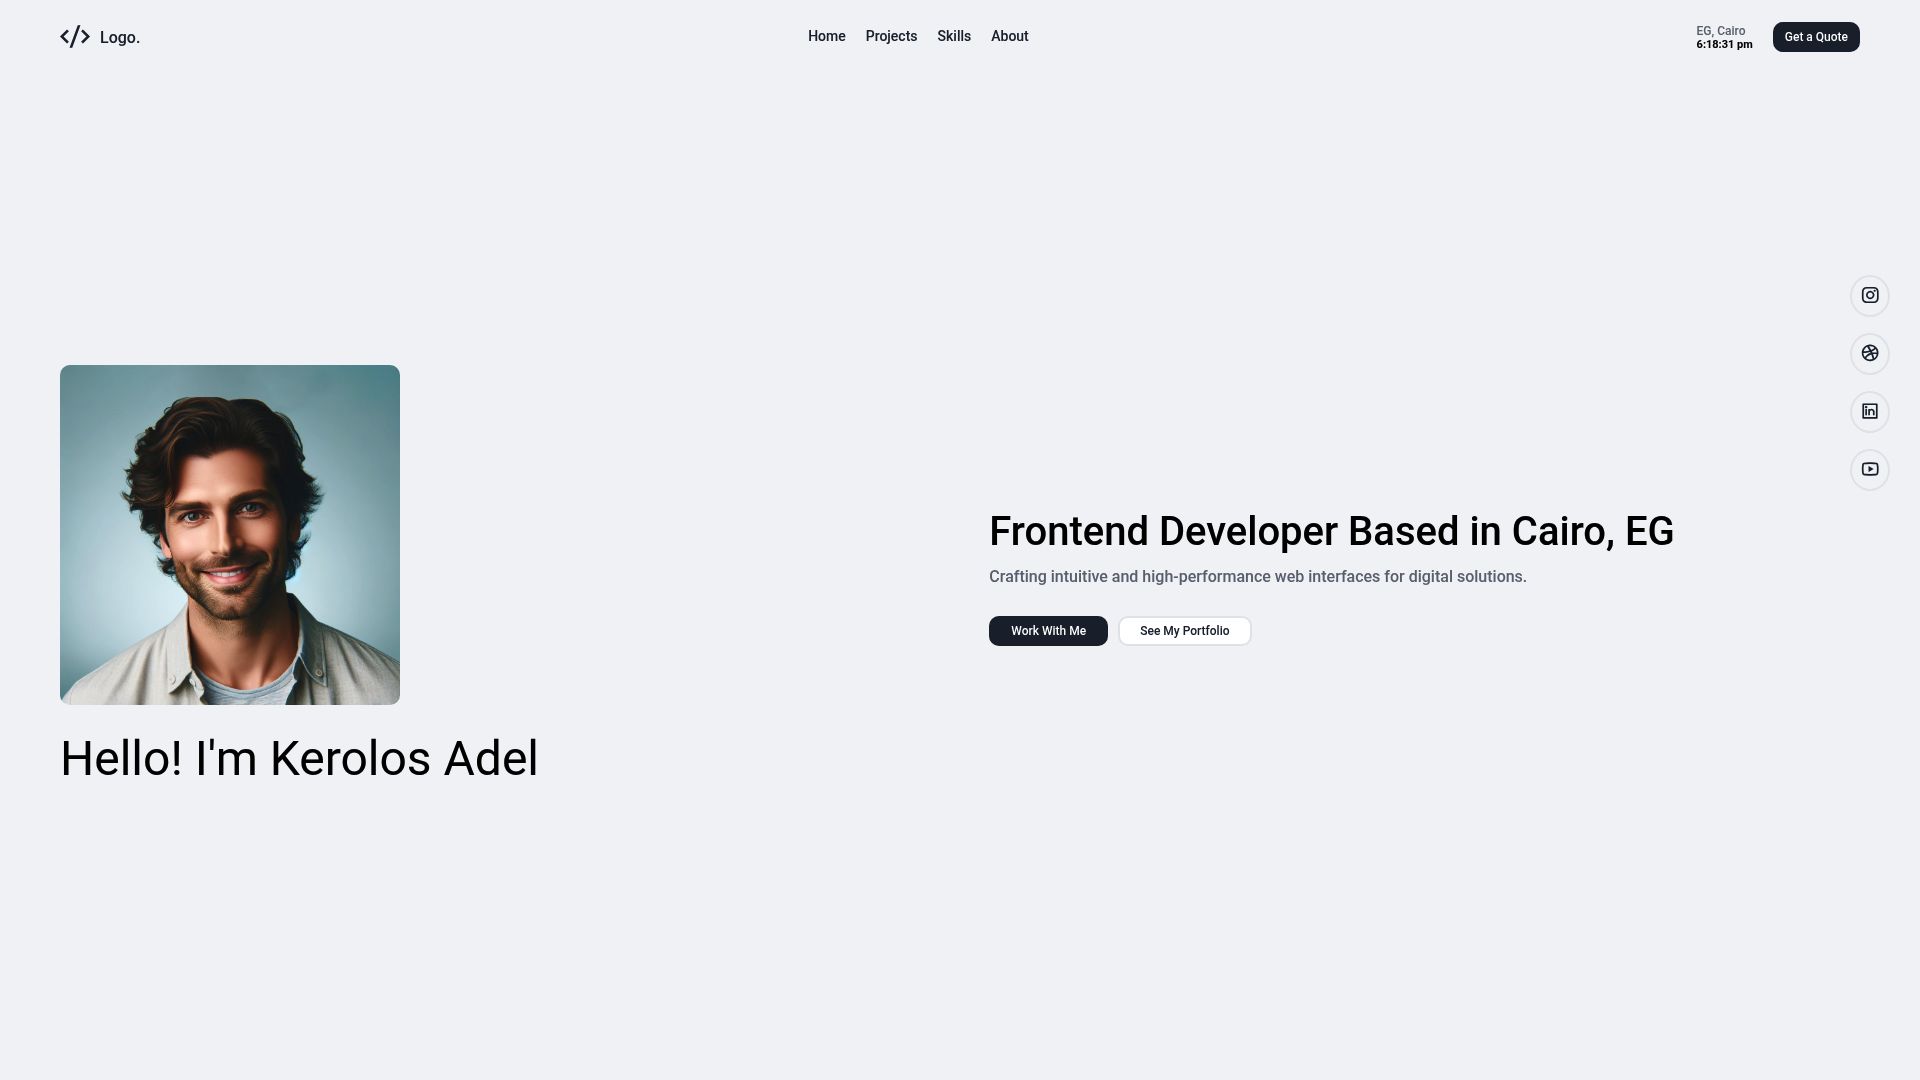 Logo.
Home Projects Skills About
EG, Cairo
6:18:31 pm
Get a Quote
Hello! I'm Kerolos Adel
Frontend Developer Based in Cairo, EG
Crafting intuitive and high-performance web interfaces for digital solutions.
Work With Me See My Portfolio